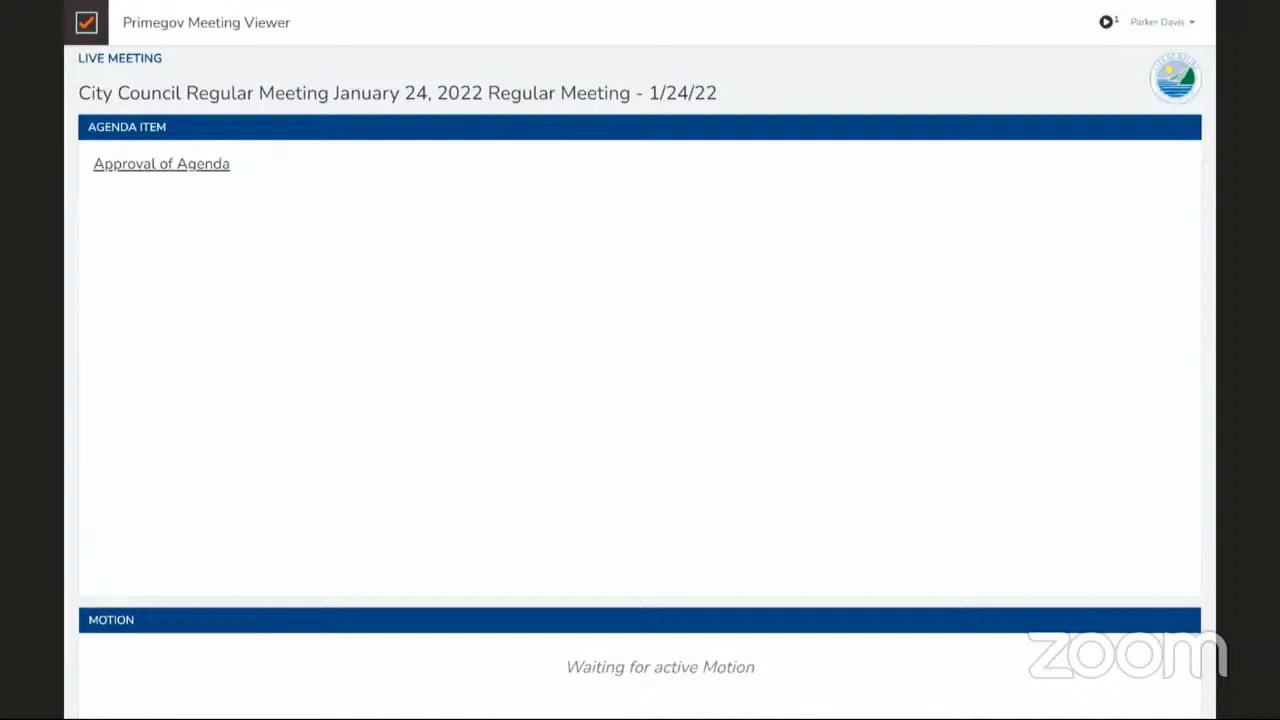 Primegov Meeting Viewer
1
Parker Davis
LIVE MEETING
City Council Regular Meeting January 24, 2022 Regular Meeting - 1/24/22
AGENDA ITEM
Approval of Agenda
MOTION
Waiting for active Motion
zoom